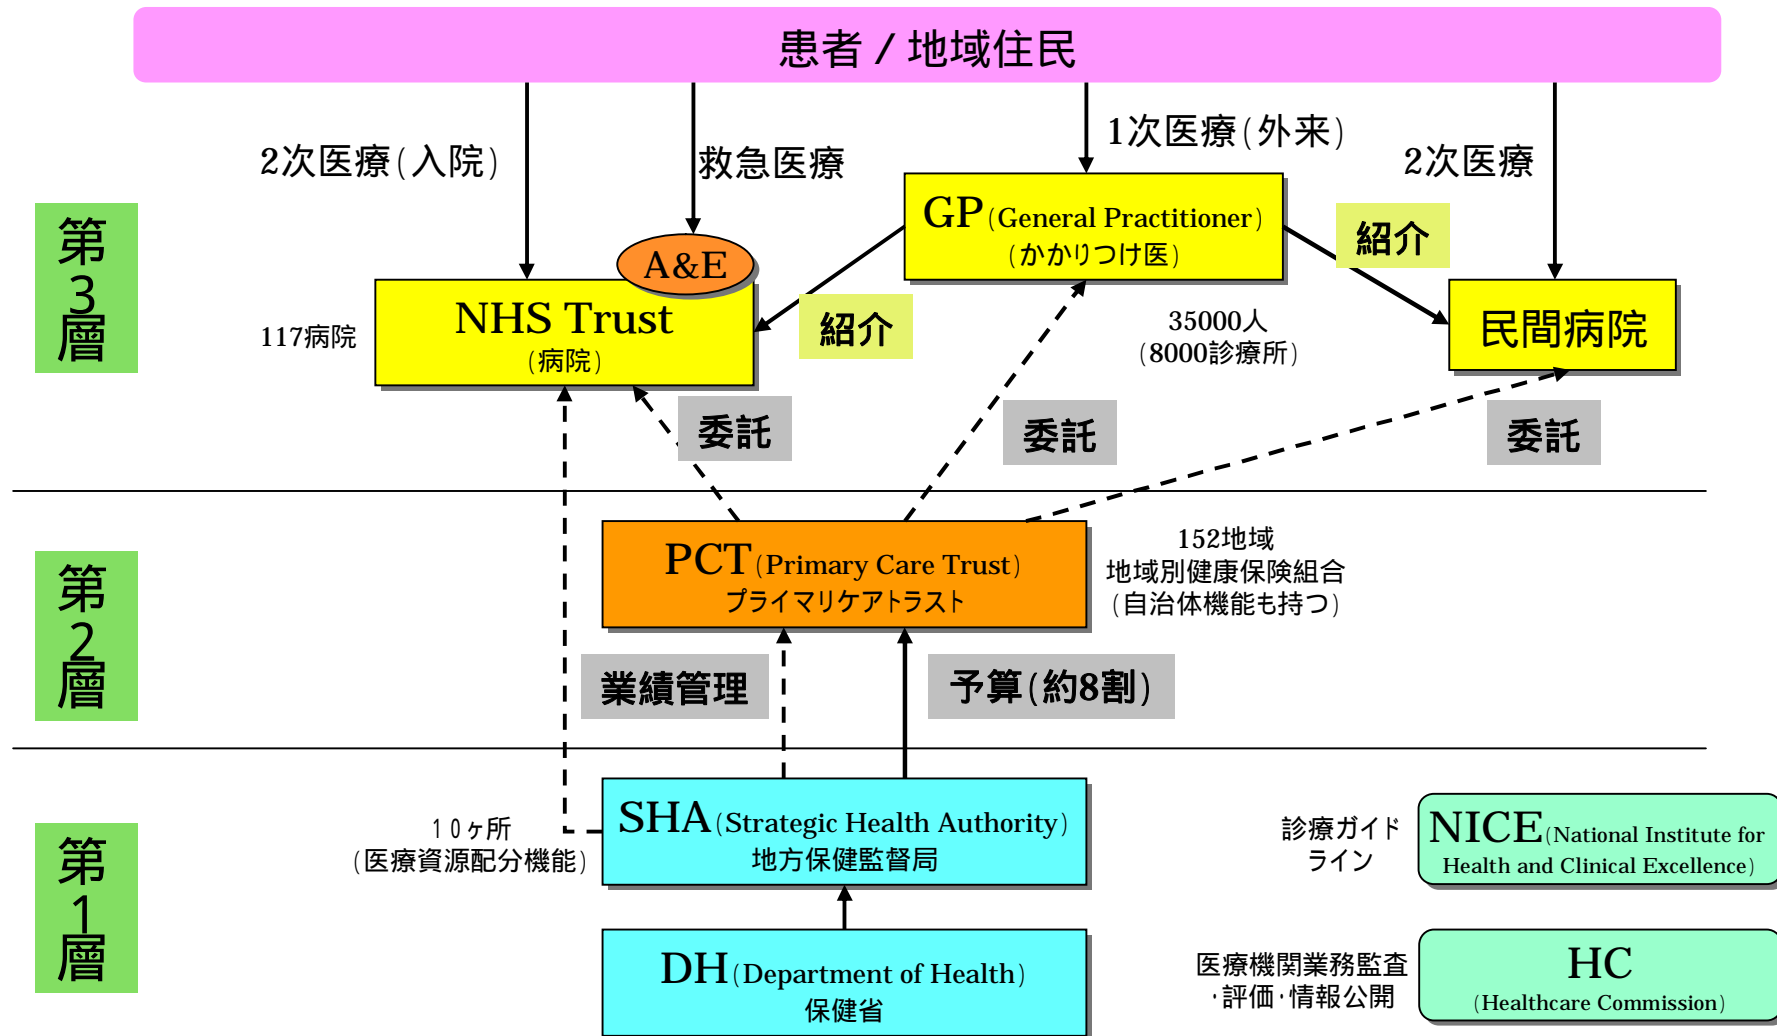 患者 / 地域住民
2次医療(入院)
救急医療
1次医療(外来)
2次医療
第3層
A&E
NHS Trust
(病院)
117病院
紹介
GP(General Practitioner)
(かかりつけ医)
35000人
(8000診療所)
紹介
民間病院
委託
委託
委託
第2層
PCT(Primary Care Trust)
プライマリケアトラスト
152地域
地域別健康保険組合
(自治体機能も持つ)
業績管理
予算(約8割)
第1層
10ヶ所
(医療資源配分機能)
SHA(Strategic Health Authority)
地方保健監督局
DH(Department of Health)
保健省
診療ガイド
ライン
NICE(National Institute for
Health and Clinical Excellence)
医療機関業務監査
・評価・情報公開
HC
(Healthcare Commission)